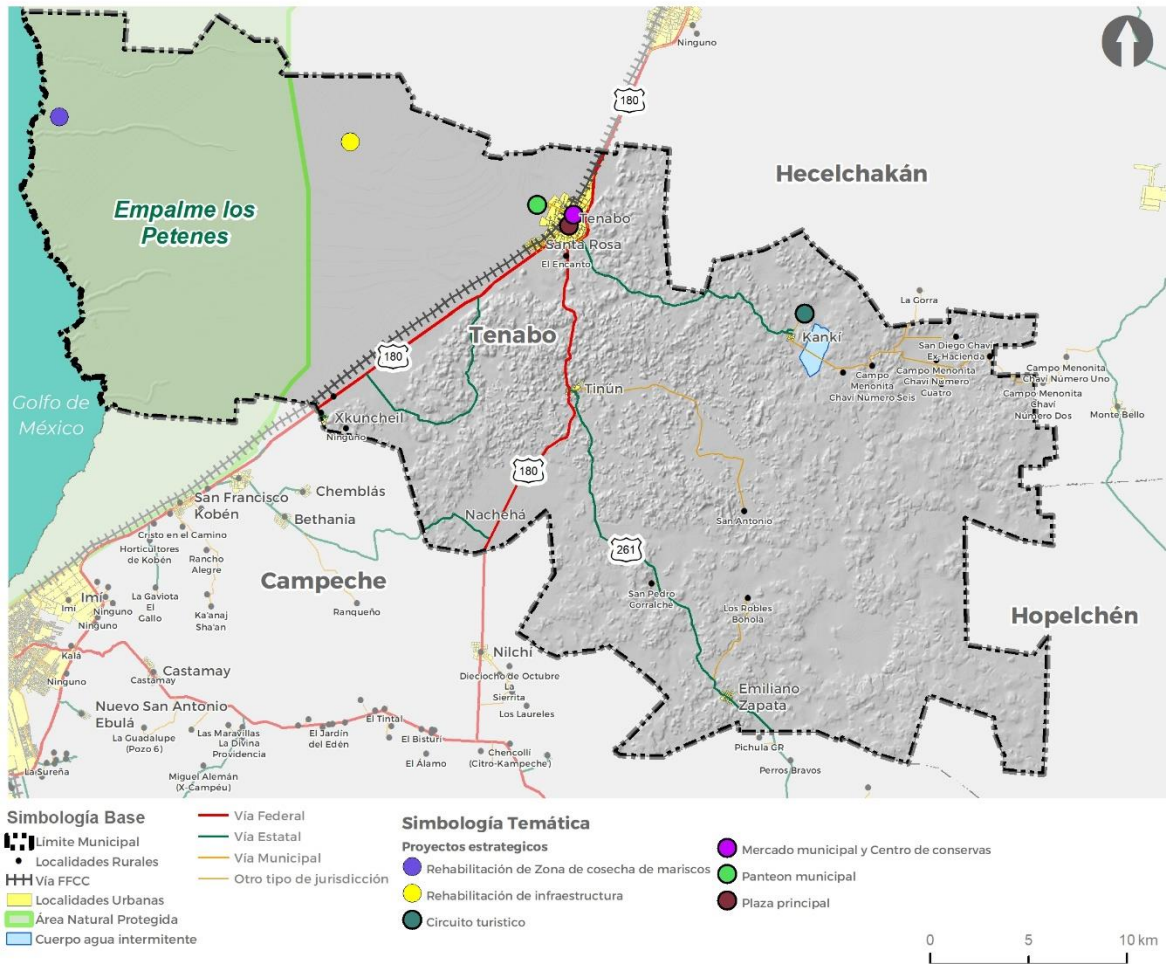 Ninguno
180
Hecelchakán
Empalme los
Petenes
Tenabo
Santa Rosa
El Encanto
La Gorra
Tenabo
Kankí
San Diego Chavi
Ex-Hacienda
180
Campo
Menonita
Chavi Número Seis
Campo Menonita
Chavi Número
Cuatro
Campo Menonita
Chavi Número Uno
Campo Menonita
Chaví
Número Dos
Tinún
Monte Bello
Golfo de
México
Xkuncheil
Ninguno
180
San Francisco
Kobén
Chemblás
Bethania
Nachehá
San Antonio
Cristo en el Camino
Horticultores
de Kobén
Rancho
Alegre
261
Campeche
San Pedro
Corralché
Los Robles
Bohola
Hopelchén
Imí
Imí
Ninguno
Ninguno
La Gaviota
El
Gallo
Ka'anaj
Sha'an
Ranqueño
Kalá
Ninguno
Castamay
Castamay
Nilchí
Dieciocho de Octubre
La
Sierrita
Los Laureles
Emiliano
Zapata
Nuevo San Antonio
Ebulá
La Guadalupe
(Pozo 6)
Las Maravillas
La Divina
Providencia
El Jardín
del Edén
El Tintal
El Bisturí
El Álamo
Chencollí
(Citro-Kampeche)
Pichula GR
Perros Bravos
La Sureña
Miguel Alemán
(X-Campéu)
Simbología Base
Límite Municipal
Localidades Rurales
Vía FFCC
Localidades Urbanas
Área Natural Protegida
Cuerpo agua intermitente
Vía Federal
Vía Estatal
Vía Municipal
Otro tipo de jurisdicción
Simbología Temática
Proyectos estrategicos
Rehabilitación de Zona de cosecha de mariscos
Rehabilitación de infraestructura
Circuito turistico
Mercado municipal y Centro de conservas
Panteon municipal
Plaza principal
0 5 10 km